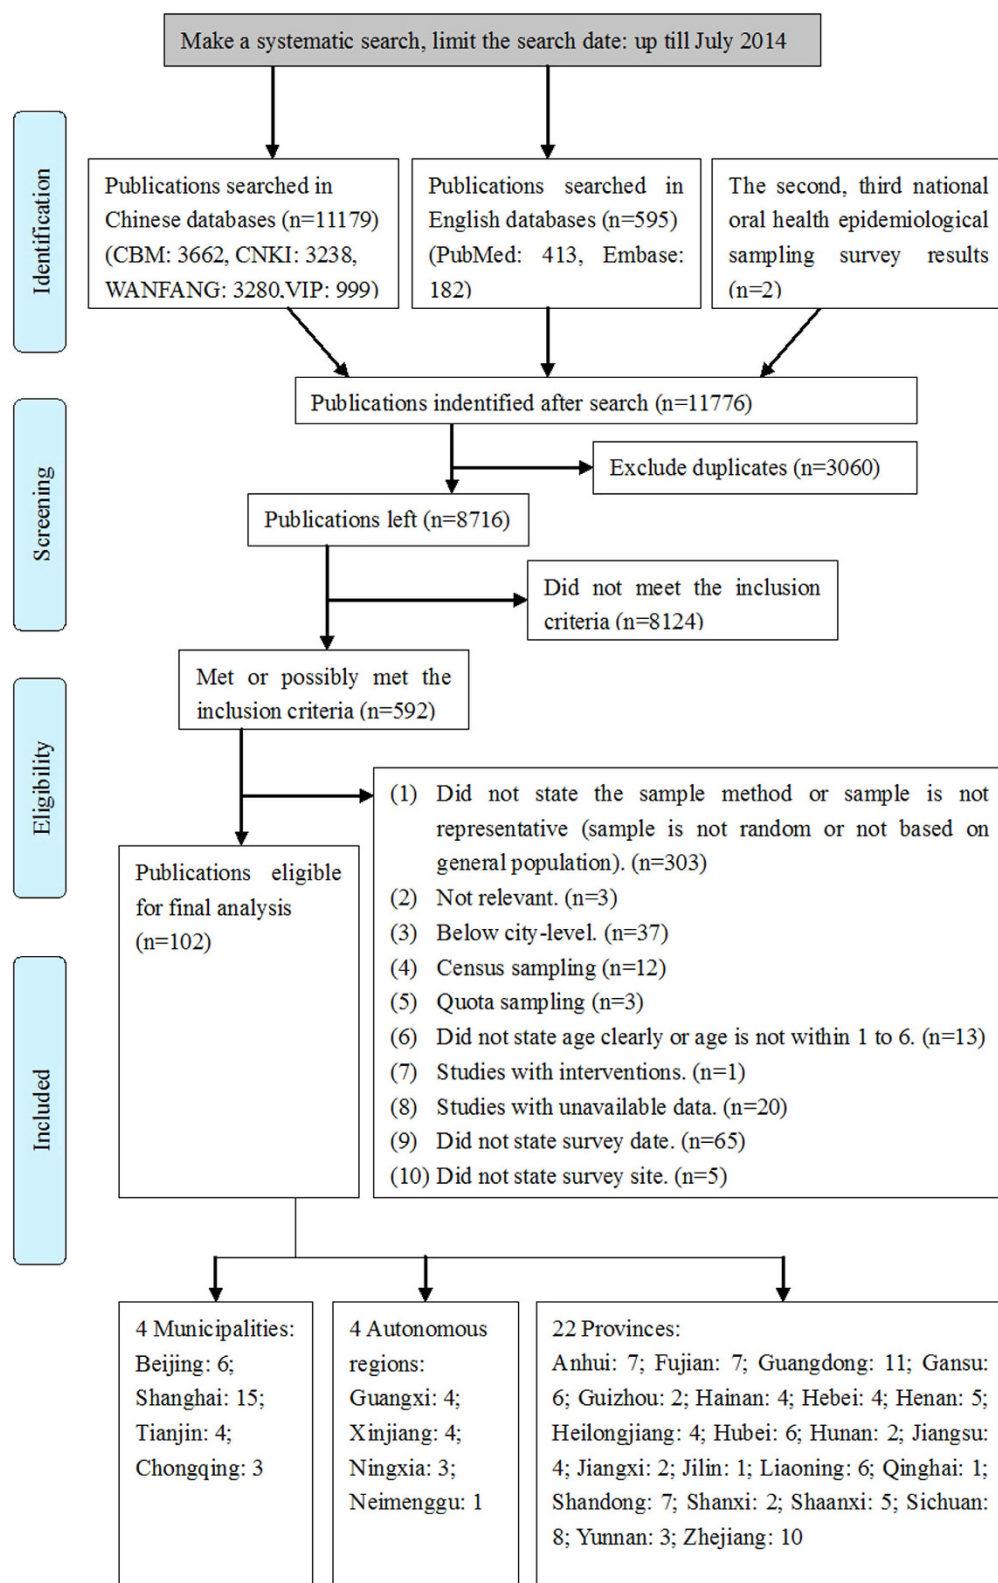 Make a systematic search, limit the search date: up till July 2014
Identification
Publications searched in
Chinese databases (n=11179)
(CBM: 3662, CNKI: 3238,
WANFANG: 3280,VIP: 999)
Publications searched in
English databases (n=595)
(PubMed: 413, Embase:
182)
The second, third national
oral health epidemiological
sampling survey results
(n=2)
Publications indentified after search (n=11776)
Screening
Exclude duplicates (n=3060)
Publications left (n=8716)
Did not meet the inclusion
criteria (n=8124)
Met or possibly met the
inclusion criteria (n=592)
Eligibility
(1) Did not state the sample method or sample is not
representative (sample is not random or not based on
general population). (n=303)
(2) Not relevant. (n=3)
(3) Below city-level. (n=37)
(4) Census sampling (n=12)
(5) Quota sampling (n=3)
(6) Did not state age clearly or age is not within 1 to 6. (n=13)
(7) Studies with interventions. (n=1)
(8) Studies with unavailable data. (n=20)
(9) Did not state survey date. (n=65)
(10) Did not state survey site. (n=5)
Publications eligible
for final analysis
(n=102)
Included
4 Municipalities:
Beijing: 6;
Shanghai: 15;
Tianjin: 4;
Chongqing: 3
4 Autonomous
regions:
Guangxi: 4;
Xinjiang: 4;
Ningxia: 3;
Neimenggu: 1
22 Provinces:
Anhui: 7; Fujian: 7; Guangdong: 11; Gansu:
6; Guizhou: 2; Hainan: 4; Hebei: 4; Henan: 5;
Heilongjiang: 4; Hubei: 6; Hunan: 2; Jiangsu:
4; Jiangxi: 2; Jilin: 1; Liaoning: 6; Qinghai: 1;
Shandong: 7; Shanxi: 2; Shaanxi: 5; Sichuan:
8; Yunnan: 3; Zhejiang: 10